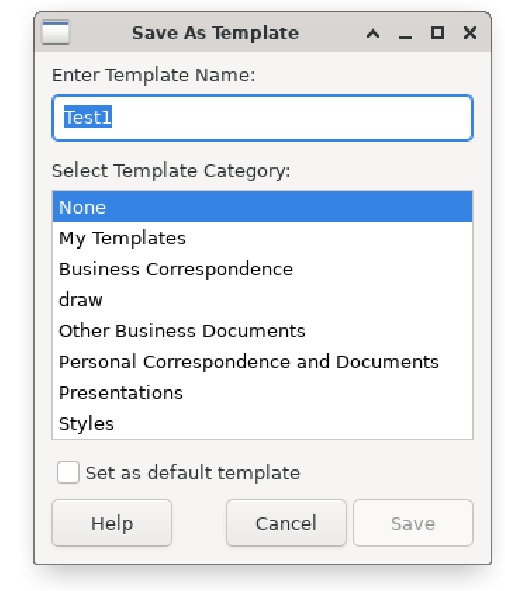 Save As Template
Enter Template Name:
Test1
Select Template Category:
None
My Templates
Business Correspondence
draw
Other Business Documents
Personal Correspondence and Documents
Presentations
Styles
Set as default template
Help Cancel Save